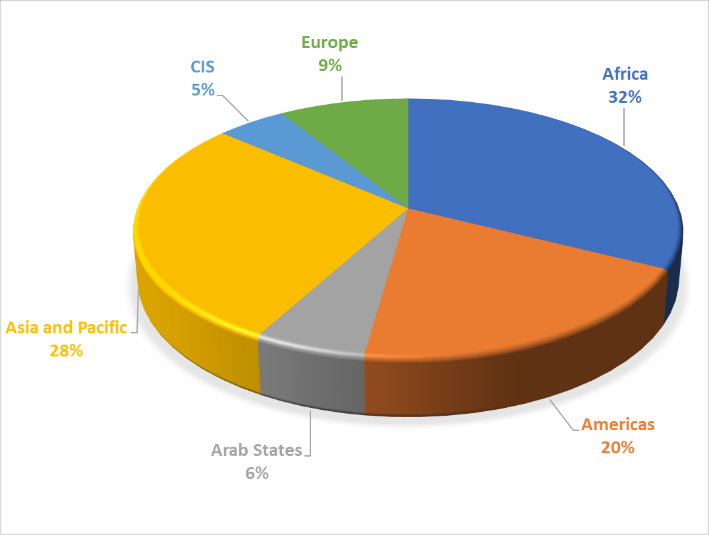 Europe
9%
CIS
5%
Africa
32%
Asia and Pacific
28%
Americas
20%
Arab States
6%